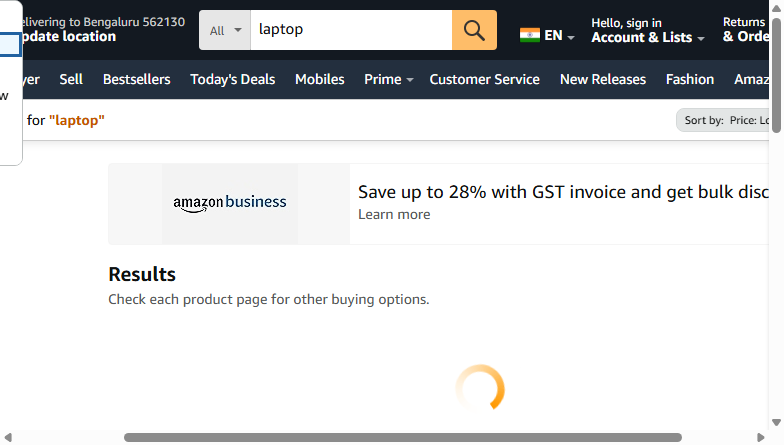 elivering to Bengaluru 562130
pdate location
All
laptop
EN
Hello, sign in
Account & Lists
Returns
& Orde
yer
Sell
Bestsellers
Today's Deals
Mobiles
Prime
Customer Service
New Releases
Fashion
Amaz
w
for "laptop"
Sort by: Price: Lo
amazon business
Save up to 28% with GST invoice and get bulk disc
Learn more
Results
Check each product page for other buying options.